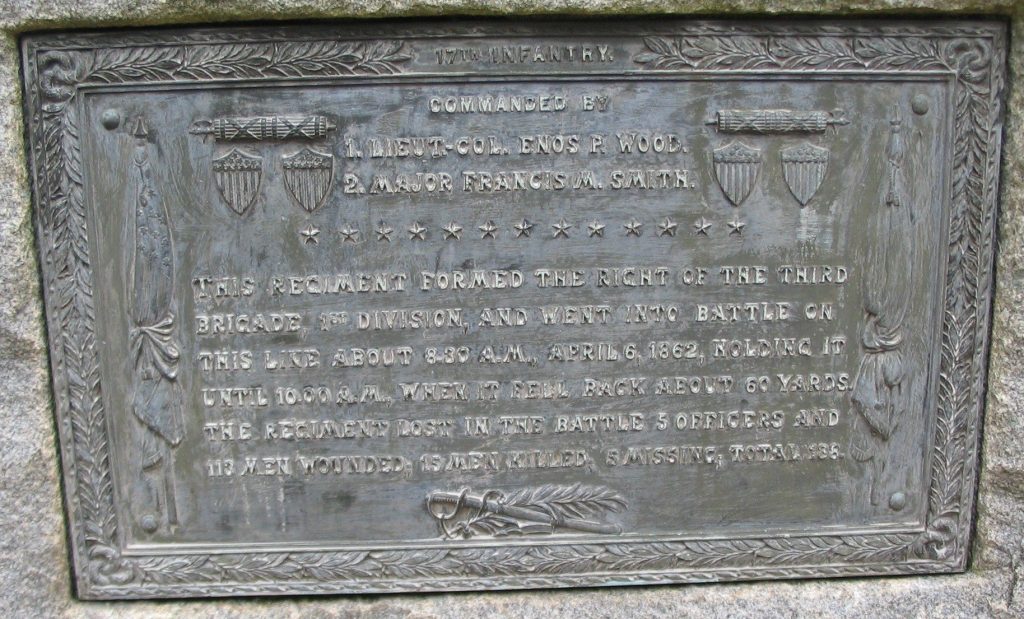 17TH INFANTRY.
COMMANDED BY
1. LIEUT.-COL. ENOS P. WOOD.
2. MAJOR FRANCIS M. SMITH.
THIS REGIMENT FORMED THE RIGHT OF THE THIRD
BRIGADE, 1ST DIVISION, AND WENT INTO BATTLE ON
THIS LINE ABOUT 8.30 A.M., APRIL 6, 1862, HOLDING IT
UNTIL 10.00 A.M., WHEN IT FELL BACK ABOUT 60 YARDS.
THE REGIMENT LOST IN THE BATTLE 5 OFFICERS AND
113 MEN WOUNDED; 15 MEN KILLED; 5 MISSING; TOTAL 138.